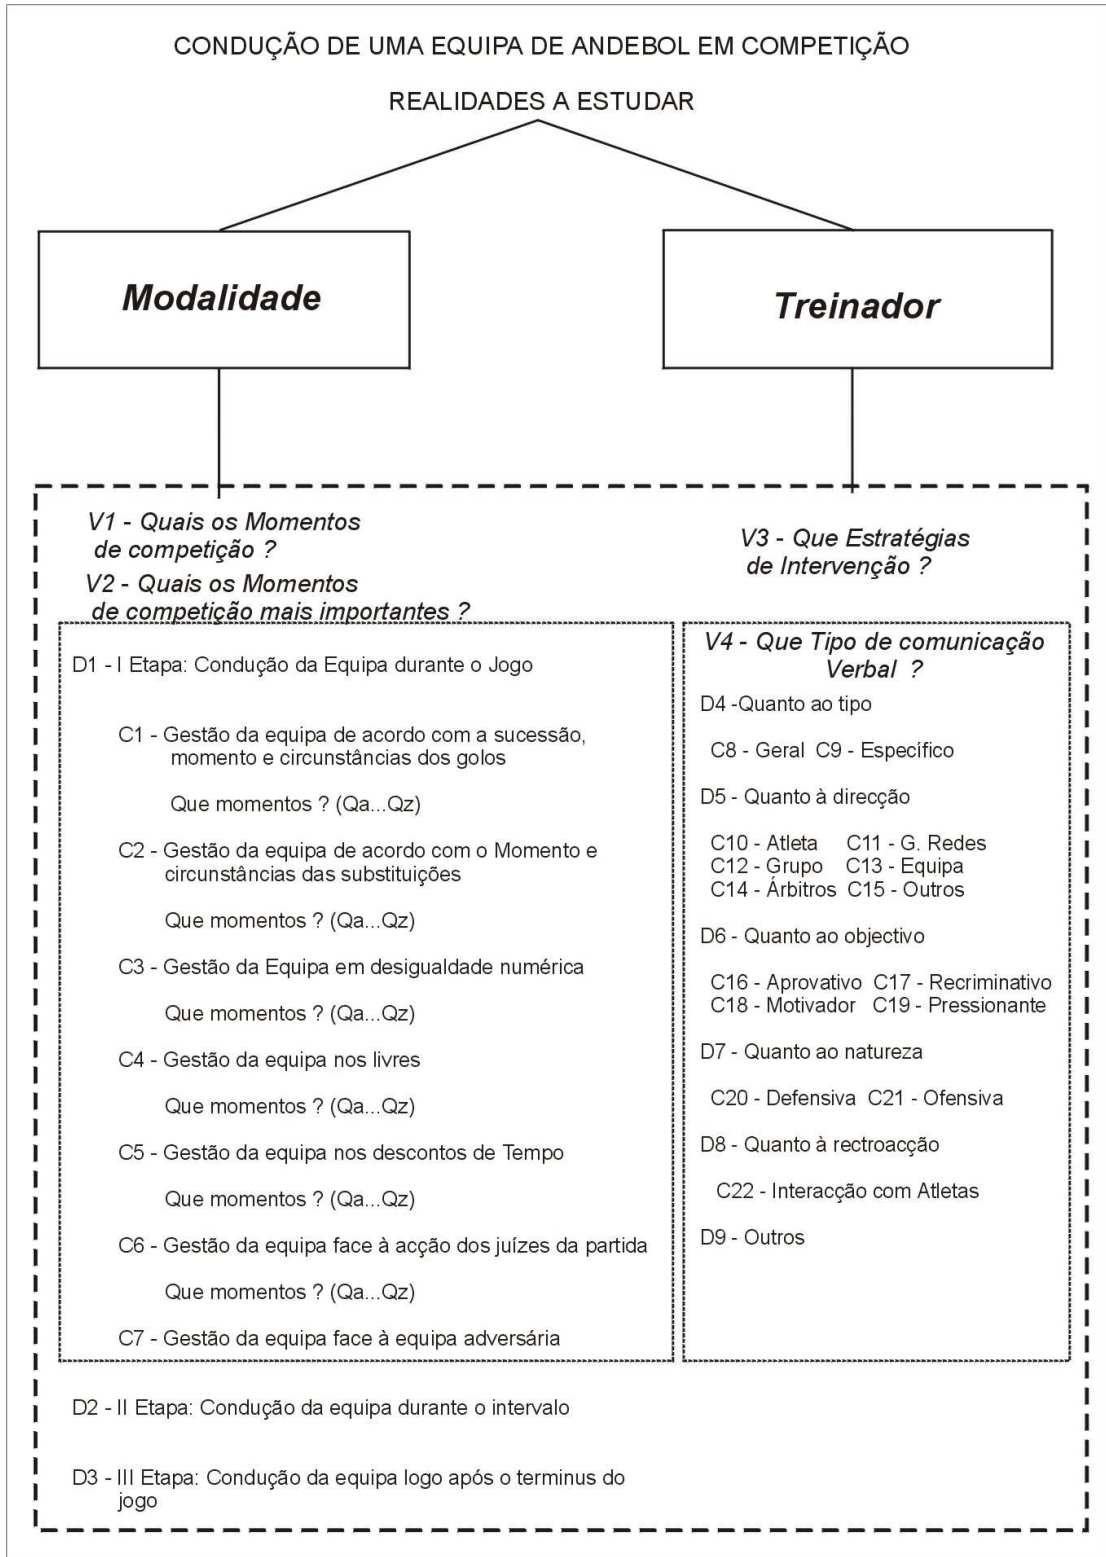 CONDUÇÃO DE UMA EQUIPA DE ANDEBOL EM COMPETIÇÃO
REALIDADES A ESTUDAR
Modalidade
Treinador
V1 - Quais os Momentos
de competição ?
V2 - Quais os Momentos
de competição mais importantes ?
D1 - I Etapa: Condução da Equipa durante o Jogo
C1 - Gestão da equipa de acordo com a sucessão,
momento e circunstâncias dos golos
Que momentos ? (Qa...Qz)
C2 - Gestão da equipa de acordo com o Momento e
circunstâncias das substituições
Que momentos ? (Qa...Qz)
C3 - Gestão da Equipa em desigualdade numérica
Que momentos ? (Qa...Qz)
C4 - Gestão da equipa nos livres
Que momentos ? (Qa...Qz)
C5 - Gestão da equipa nos descontos de Tempo
Que momentos ? (Qa...Qz)
C6 - Gestão da equipa face à acção dos juízes da partida
Que momentos ? (Qa...Qz)
C7 - Gestão da equipa face à equipa adversária
D2 - II Etapa: Condução da equipa durante o intervalo
D3 - III Etapa: Condução da equipa logo após o terminus do
jogo
V3 - Que Estratégias
de Intervenção ?
V4 - Que Tipo de comunicação
Verbal ?
D4 -Quanto ao tipo
C8 - Geral C9 - Específico
D5 - Quanto à direcção
C10 - Atleta C11 - G. Redes
C12 - Grupo C13 - Equipa
C14 - Árbitros C15 - Outros
D6 - Quanto ao objectivo
C16 - Aprovativo C17 - Recriminativo
C18 - Motivador C19 - Pressionante
D7 - Quanto ao natureza
C20 - Defensiva C21 - Ofensiva
D8 - Quanto à rectroacção
C22 - Interacção com Atletas
D9 - Outros